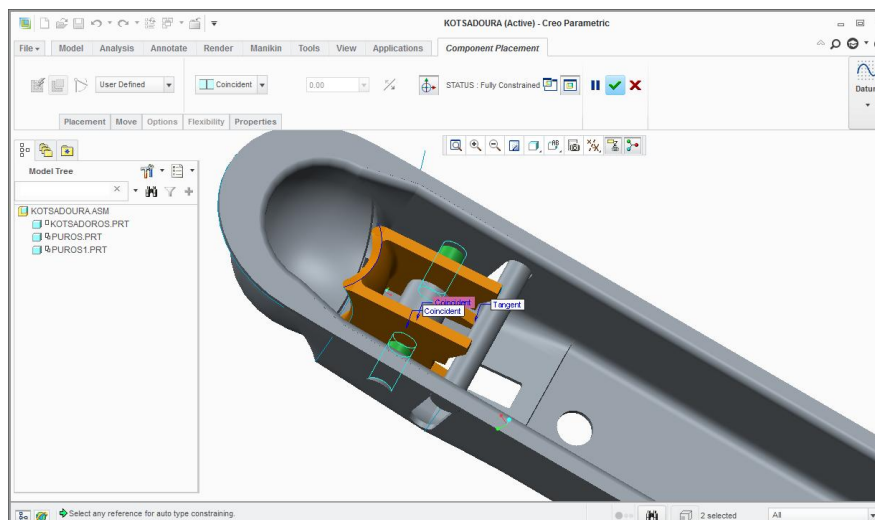 KOTSADOURA (Active) - Creo Parametric
File Model Analysis Annotate Render Manikin Tools View Applications Component Placement
User Defined Coincident 0.00 STATUS : Fully Constrained
Datum
Placement Move Options Flexibility Properties
Model Tree
KOTSADOURA.ASM
KOTSADOROS.PRT
PUROS.PRT
PUROS1.PRT
Coincident
Coincident
Tangent
Select any reference for auto type constraining.
2 selected All